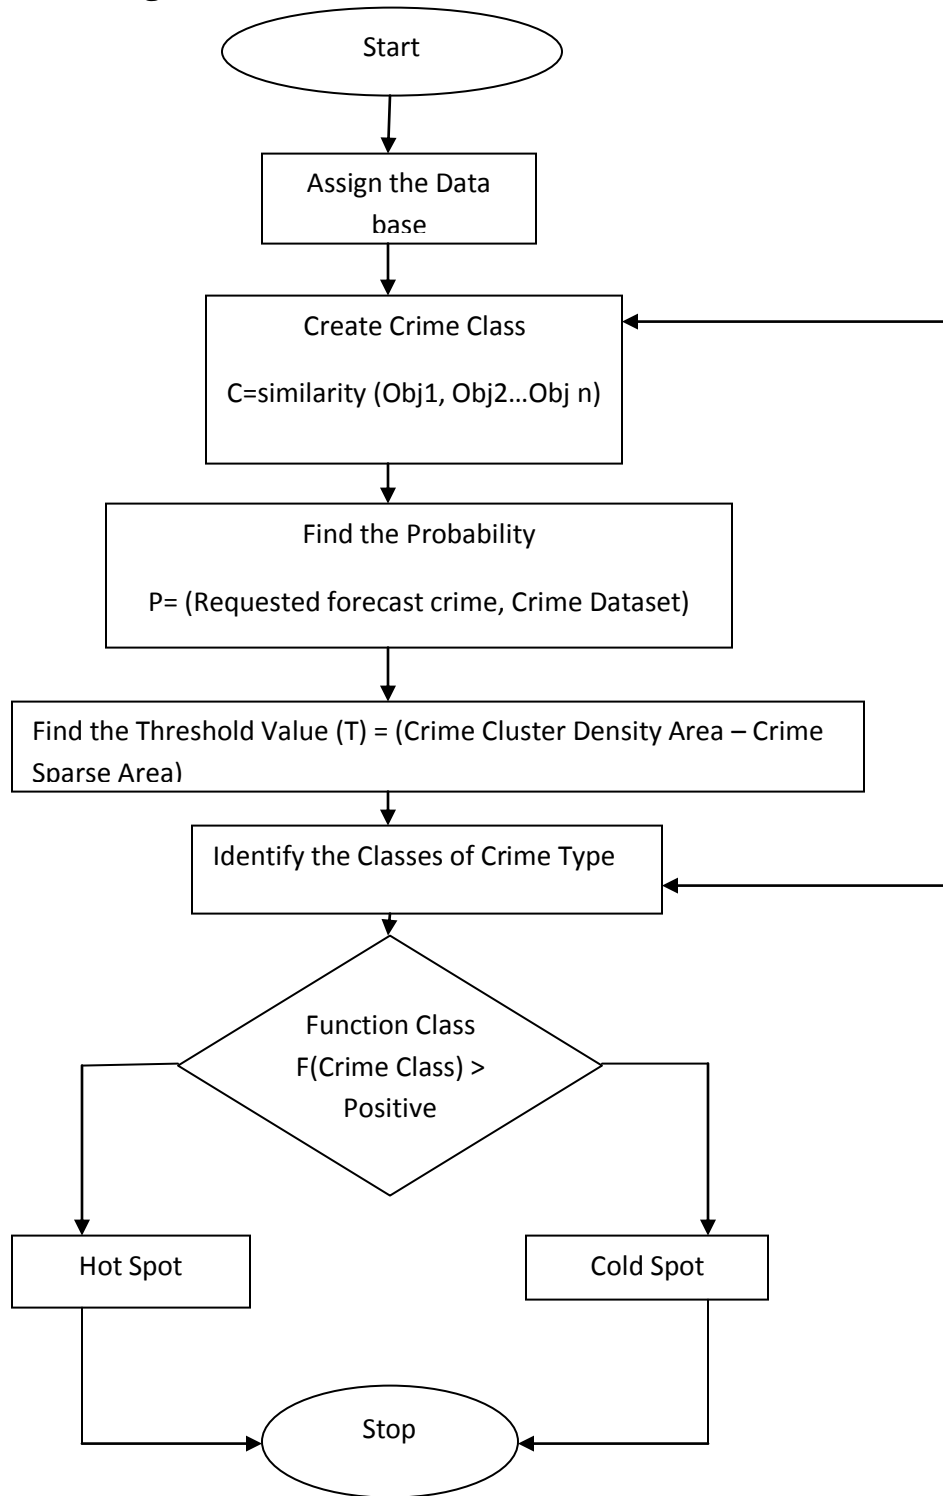 Start
Assign the Data
base
Create Crime Class
C=similarity (Obj1, Obj2…Obj n)
Find the Probability
P= (Requested forecast crime, Crime Dataset)
Find the Threshold Value (T) = (Crime Cluster Density Area – Crime
Sparse Area)
Identify the Classes of Crime Type
Function Class
F(Crime Class) >
Positive
Hot Spot
Cold Spot
Stop